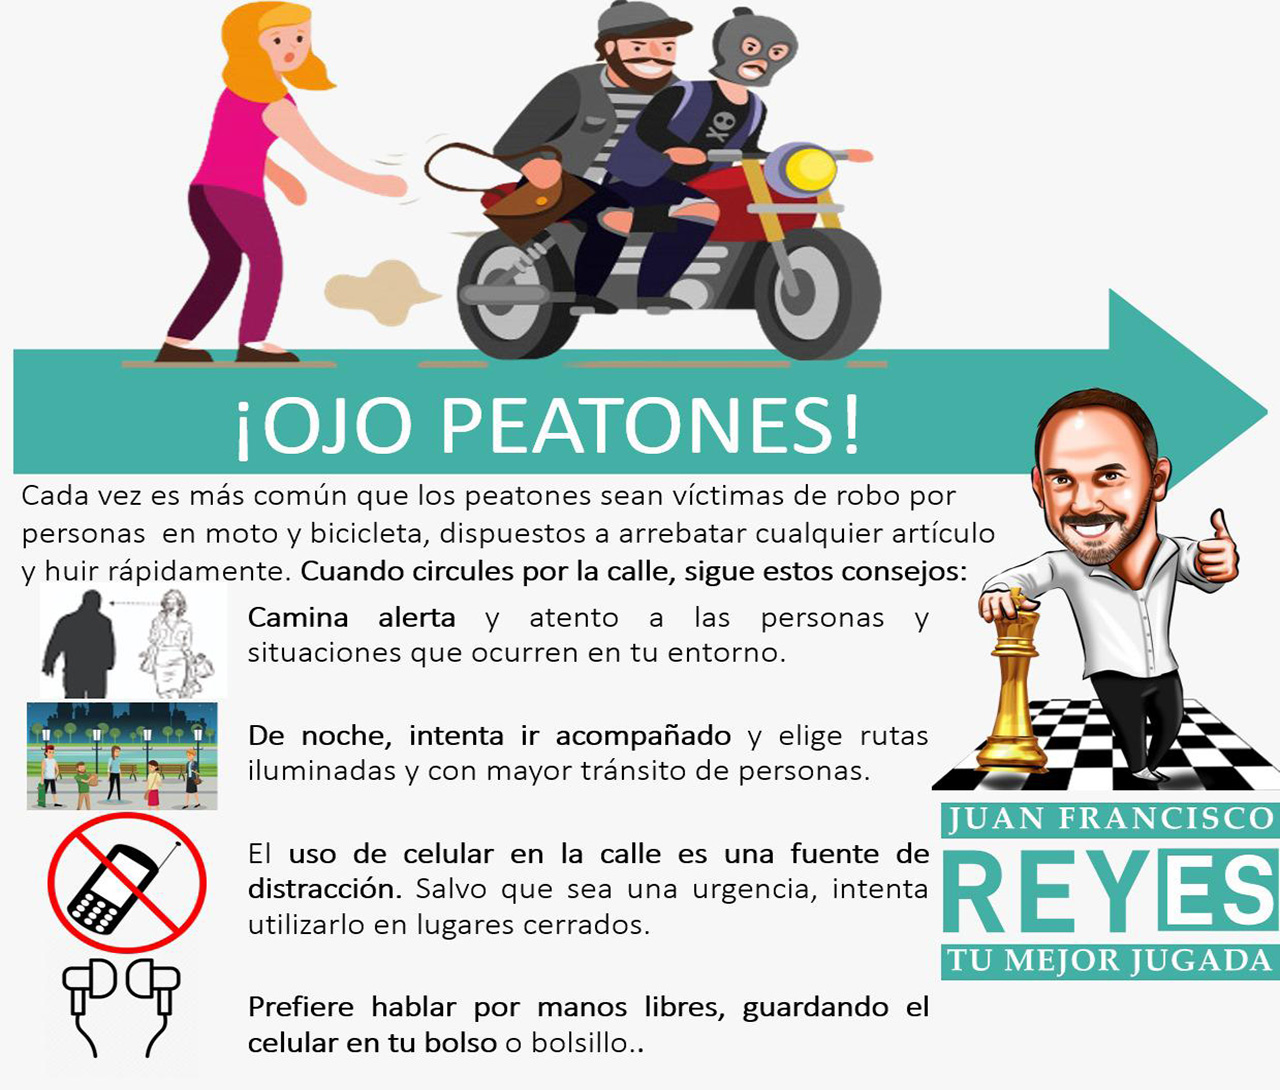 ¡OJO PEATONES!
Cada vez es más común que los peatones sean víctimas de robo por
personas en moto y bicicleta, dispuestos a arrebatar cualquier artículo
y huir rápidamente. Cuando circules por la calle, sigue estos consejos:
Camina alerta y atento a las personas y
situaciones que ocurren en tu entorno.
De noche, intenta ir acompañado y elige rutas
iluminadas y con mayor tránsito de personas.
El uso de celular en la calle es una fuente de
distracción. Salvo que sea una urgencia, intenta
utilizarlo en lugares cerrados.
Prefiere hablar por manos libres, guardando el
celular en tu bolso o bolsillo..
JUAN FRANCISCO
REYES
TU MEJOR JUGADA